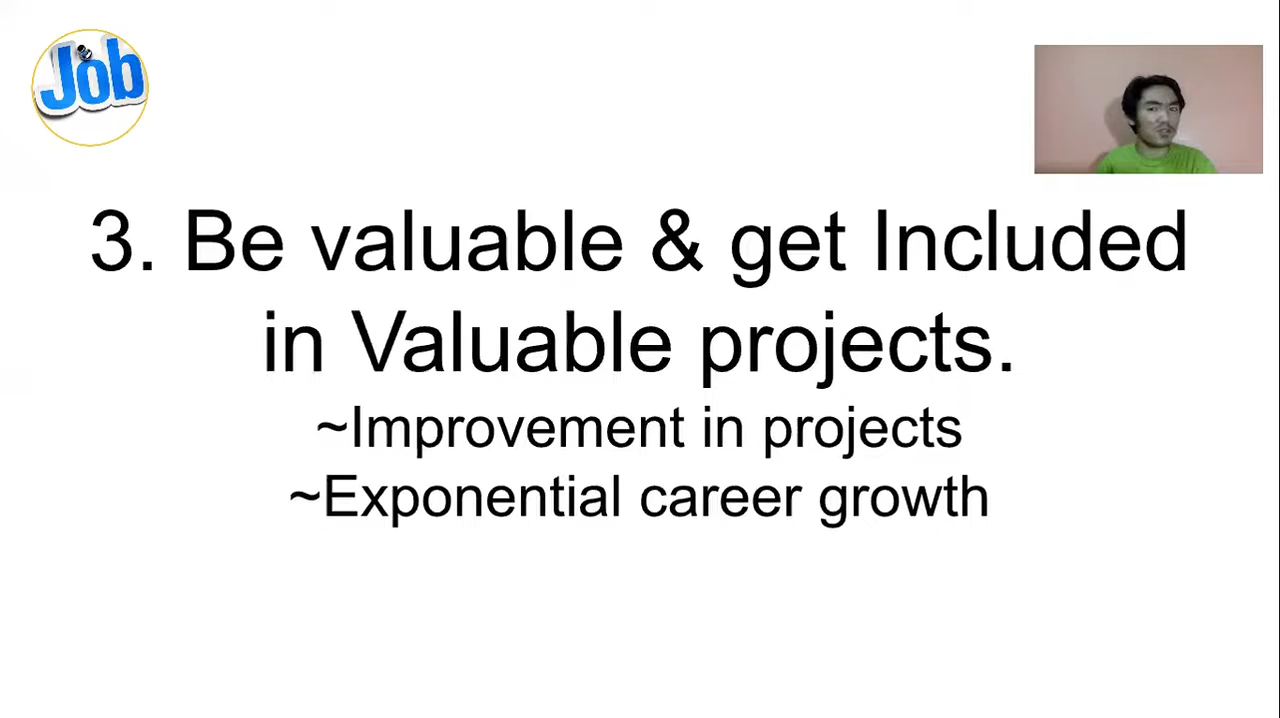 Job
3. Be valuable & get Included
in Valuable projects.
~Improvement in projects
~Exponential career growth